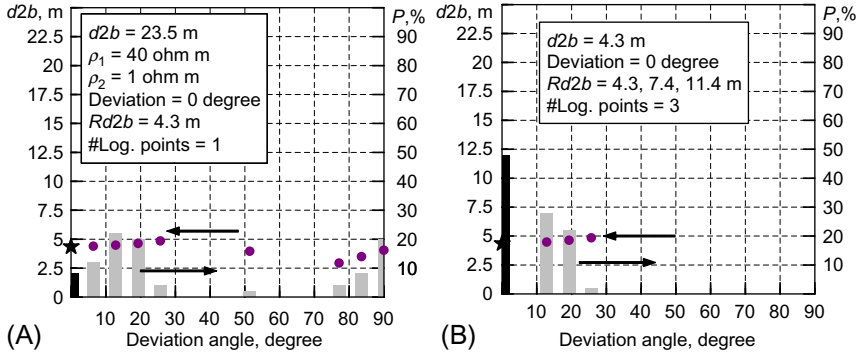 d2b, m
P,%
22.5
20
17.5
15
12.5
10
7.5
5
2.5
0
90
80
70
60
50
40
30
20
10
d2b = 23.5 m
ρ1 = 40 ohm m
ρ2 = 1 ohm m
Deviation = 0 degree
Rd2b = 4.3 m
#Log. points = 1
10 20 30 40 50 60 70 80 90
Deviation angle, degree
(A)
d2b, m
P,%
22.5
20
17.5
15
12.5
10
7.5
5
2.5
0
90
80
70
60
50
40
30
20
10
d2b = 4.3 m
Deviation = 0 degree
Rd2b = 4.3, 7.4, 11.4 m
#Log. points = 3
10 20 30 40 50 60 70 80 90
Deviation angle, degree
(B)